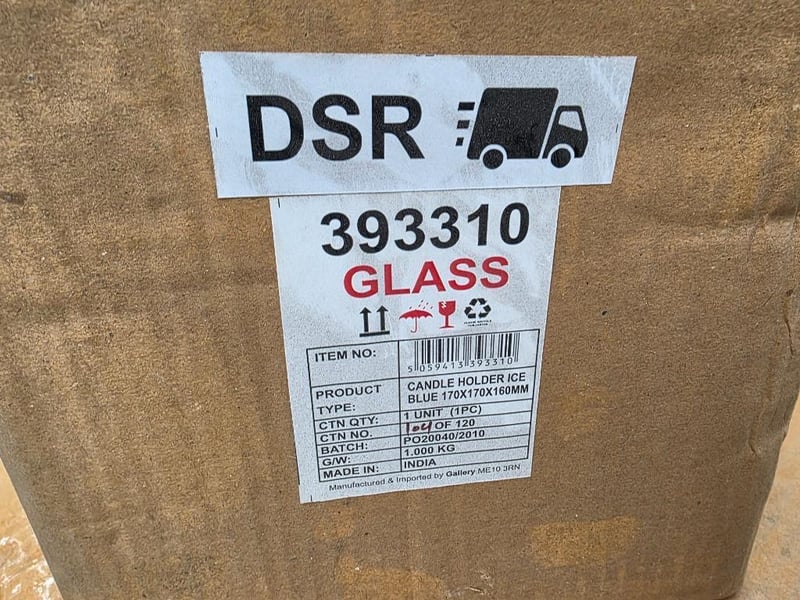 DSR
393310
GLASS
ITEM NO:
5 059413 393310
PRODUCT TYPE: CANDLE HOLDER ICE BLUE 170X170X160MM
CTN QTY: 1 UNIT (1PC)
CTN NO. 104 OF 120
BATCH: PO20040/2010
G/W: 1.000 KG
MADE IN: INDIA
Manufactured & Imported by Gallery ME10 3RN